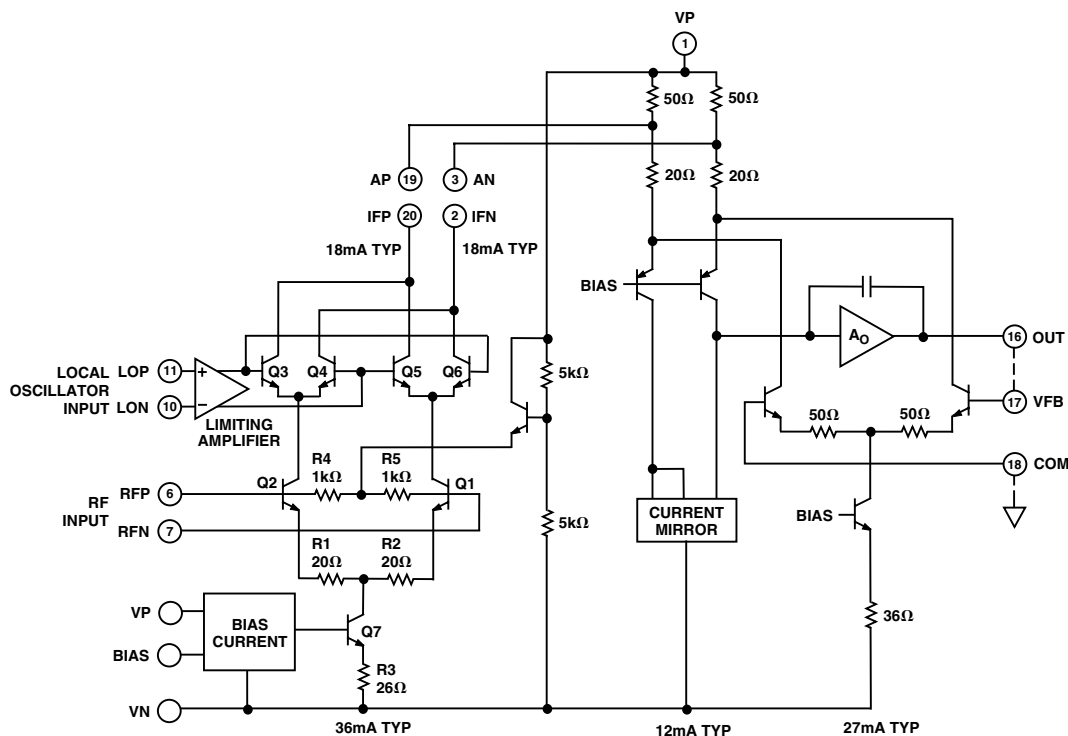 VP
1
50Ω 50Ω
AP 19 3 AN
20Ω 20Ω
IFP 20 2 IFN
18mA TYP 18mA TYP
BIAS
A_O
16 OUT
LOCAL LOP 11
OSCILLATOR
INPUT LON 10
+
–
LIMITING
AMPLIFIER
Q3 Q4 Q5 Q6
5kΩ
17 VFB
50Ω 50Ω
R4 R5
1kΩ 1kΩ
18 COM
Q2 Q1
RF
INPUT
RFP 6
RFN 7
CURRENT
MIRROR
5kΩ
BIAS
R1 R2
20Ω 20Ω
VP
BIAS
CURRENT
Q7
36Ω
BIAS
R3
26Ω
VN
36mA TYP 12mA TYP 27mA TYP